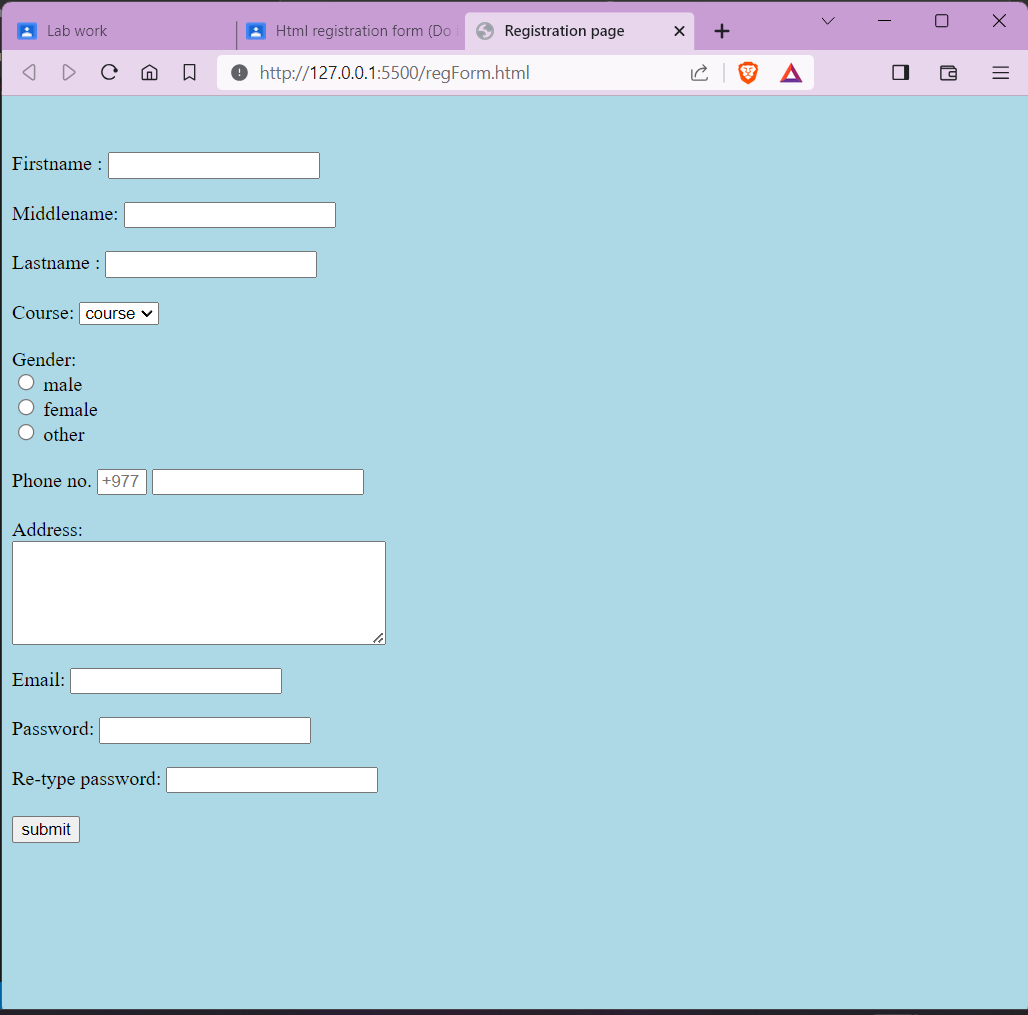 Lab work
Html registration form (Do
Registration page
http://127.0.0.1:5500/regForm.html
Firstname :
Middlename:
Lastname :
Course: course
Gender:
male
female
other
Phone no. +977
Address:
Email:
Password:
Re-type password:
submit